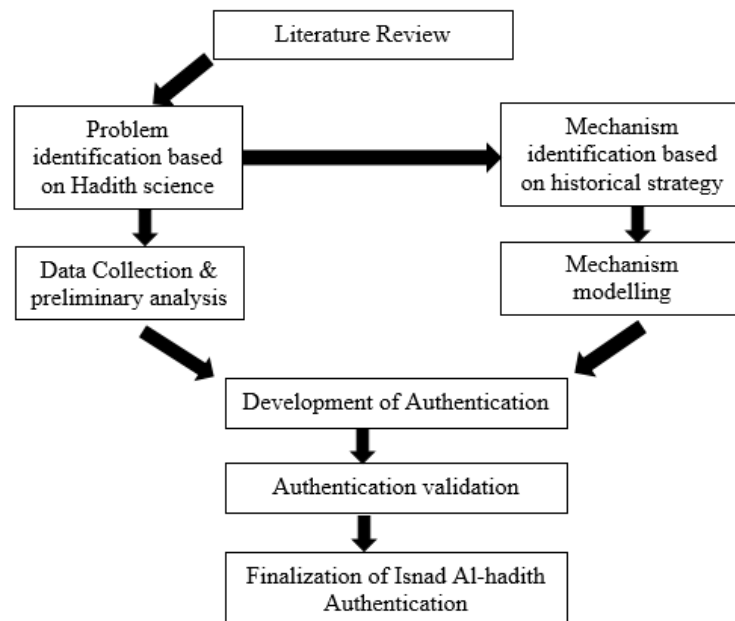 Literature Review
Problem
identification based
on Hadith science
Mechanism
identification based
on historical strategy
Data Collection &
preliminary analysis
Mechanism
modelling
Development of Authentication
Authentication validation
Finalization of Isnad Al-hadith
Authentication